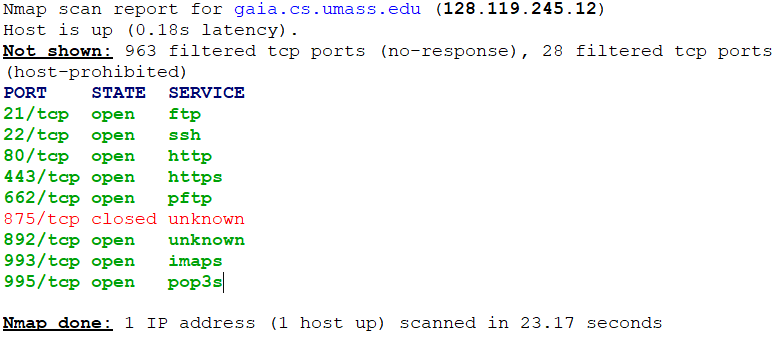 Nmap scan report for gaia.cs.umass.edu (128.119.245.12)
Host is up (0.18s latency).
Not shown: 963 filtered tcp ports (no-response), 28 filtered tcp ports
(host-prohibited)
PORT    STATE  SERVICE
21/tcp  open   ftp
22/tcp  open   ssh
80/tcp  open   http
443/tcp open   https
662/tcp open   pftp
875/tcp closed unknown
892/tcp open   unknown
993/tcp open   imaps
995/tcp open   pop3s
Nmap done: 1 IP address (1 host up) scanned in 23.17 seconds